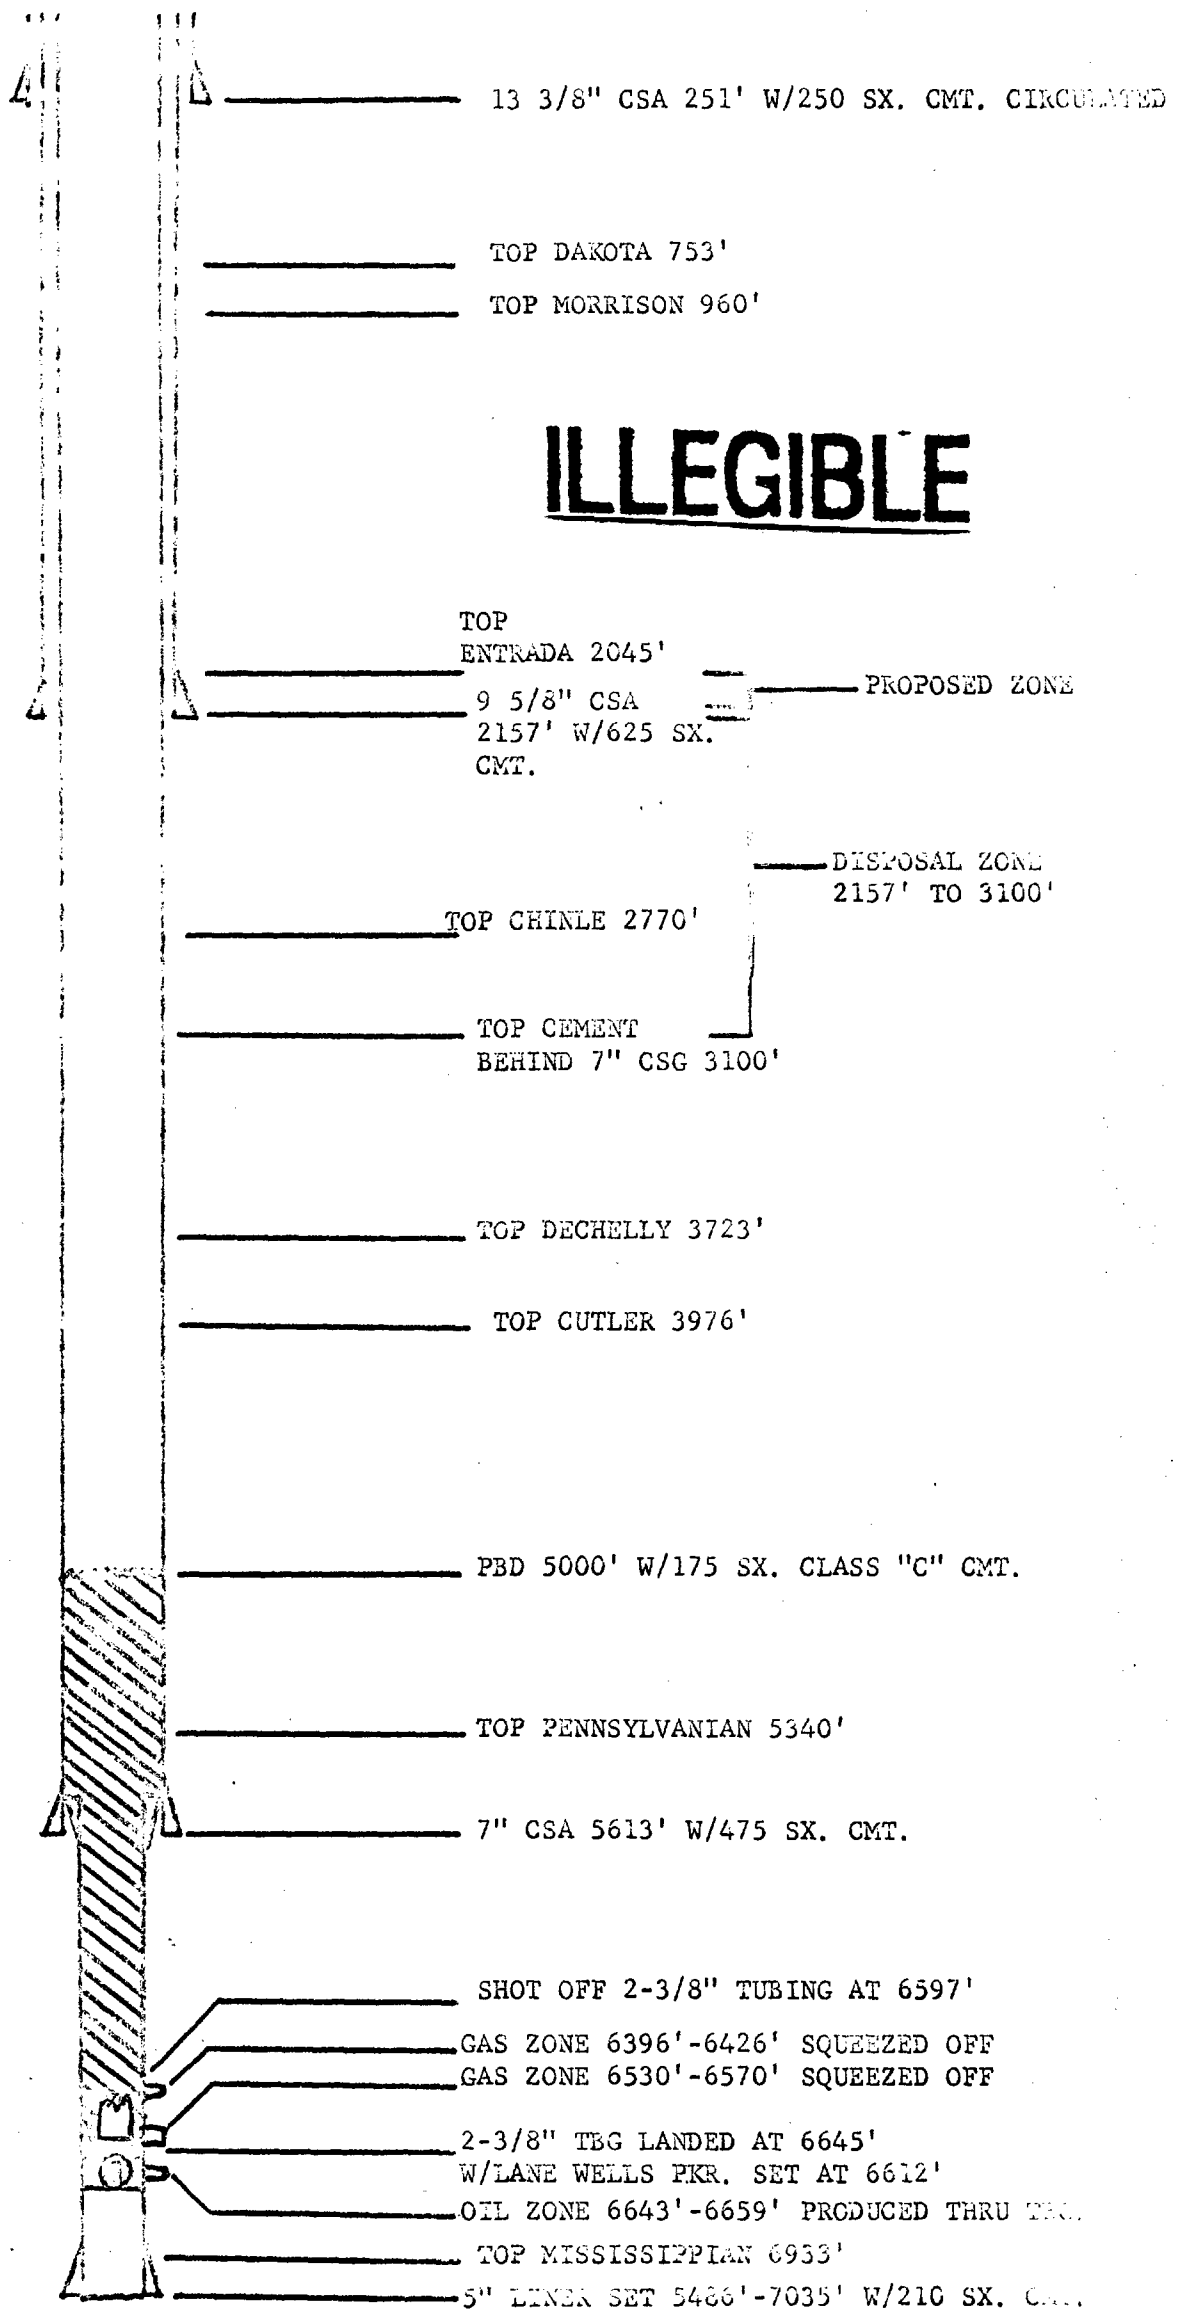 13 3/8" CSA 251' W/250 SX. CMT. CIRCULATED
TOP DAKOTA 753'
TOP MORRISON 960'
ILLEGIBLE
TOP
ENTRADA 2045'
PROPOSED ZONE
9 5/8" CSA
2157' W/625 SX.
CMT.
DISPOSAL ZONE
2157' TO 3100'
TOP CHINLE 2770'
TOP CEMENT
BEHIND 7" CSG 3100'
TOP DECHELLY 3723'
TOP CUTLER 3976'
PBD 5000' W/175 SX. CLASS "C" CMT.
TOP PENNSYLVANIAN 5340'
7" CSA 5613' W/475 SX. CMT.
SHOT OFF 2-3/8" TUBING AT 6597'
GAS ZONE 6396'-6426' SQUEEZED OFF
GAS ZONE 6530'-6570' SQUEEZED OFF
2-3/8" TBG LANDED AT 6645'
W/LANE WELLS PKR. SET AT 6612'
OIL ZONE 6643'-6659' PRODUCED THRU
TOP MISSISSIPPIAN 6933'
5" LINER SET 5486'-7035' W/210 SX.